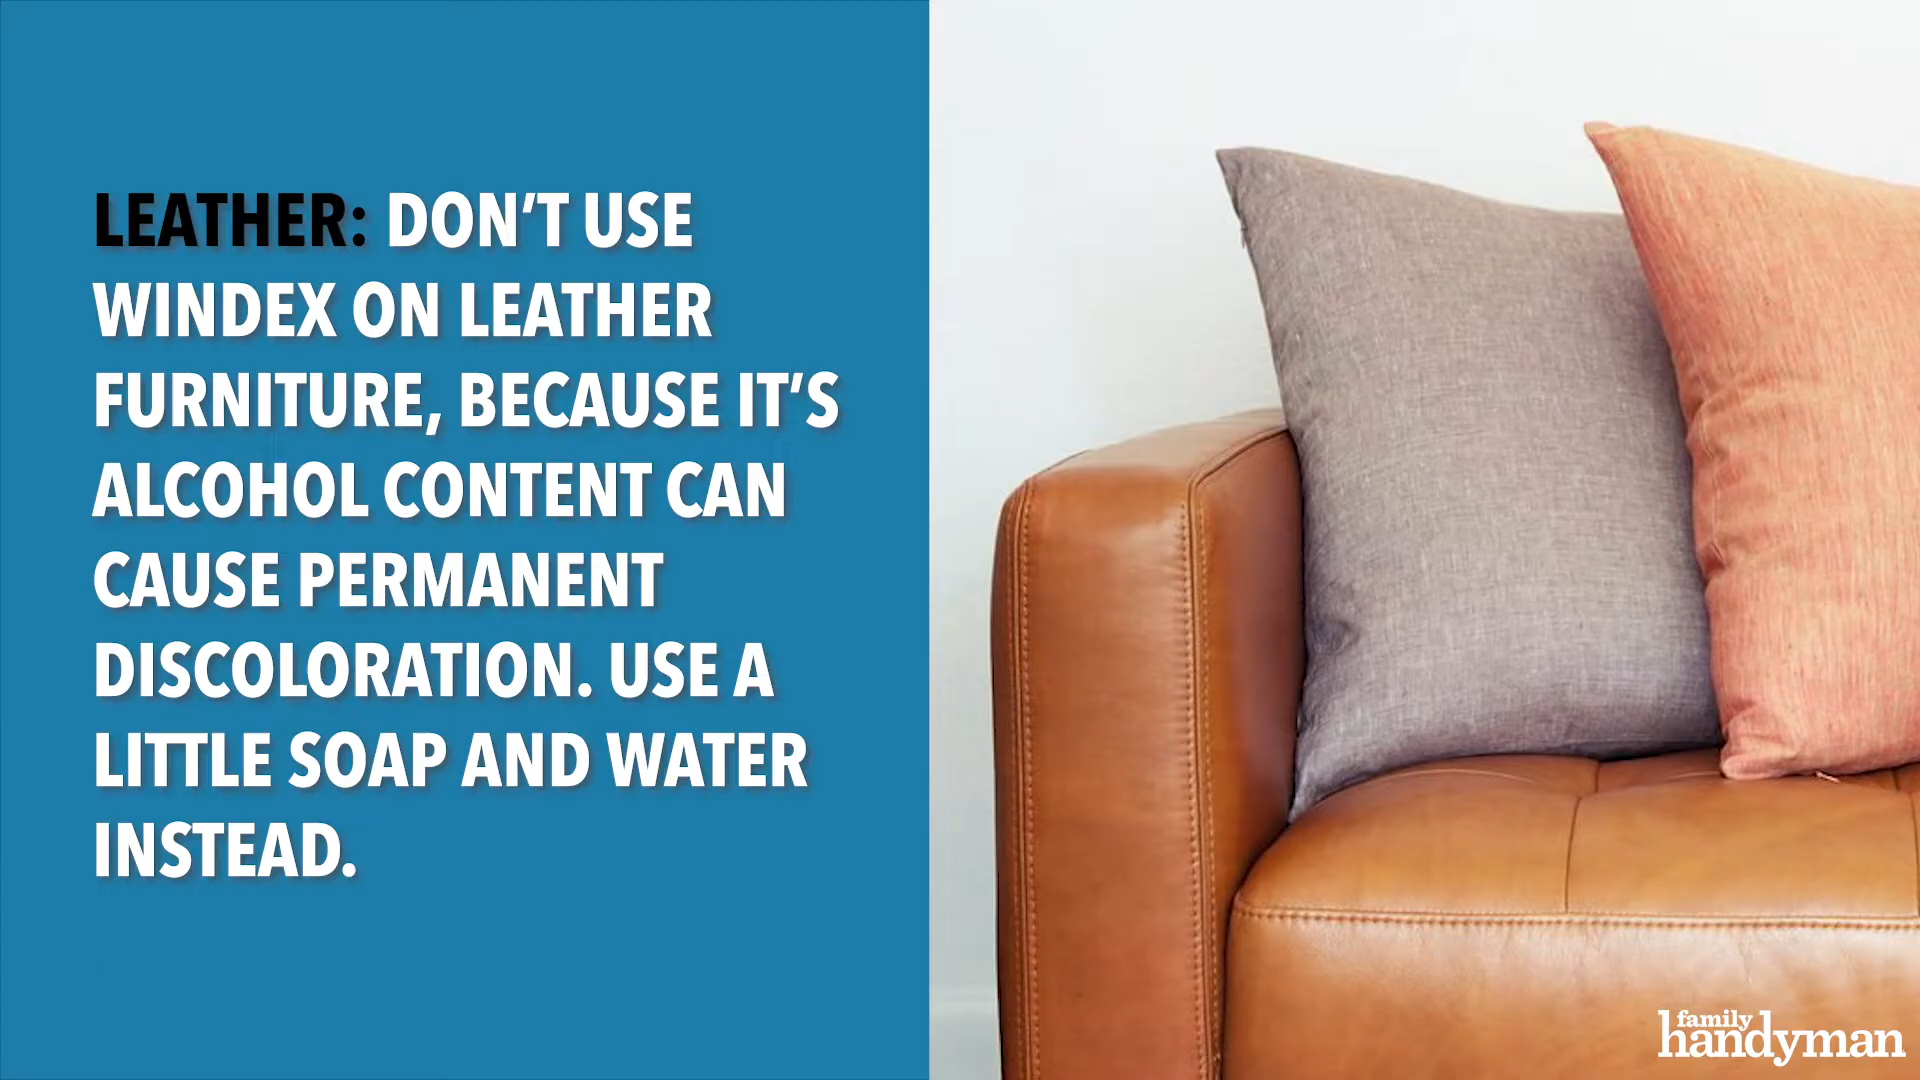 LEATHER: DON’T USE
WINDEX ON LEATHER
FURNITURE, BECAUSE IT’S
ALCOHOL CONTENT CAN
CAUSE PERMANENT
DISCOLORATION. USE A
LITTLE SOAP AND WATER
INSTEAD.
family
handyman